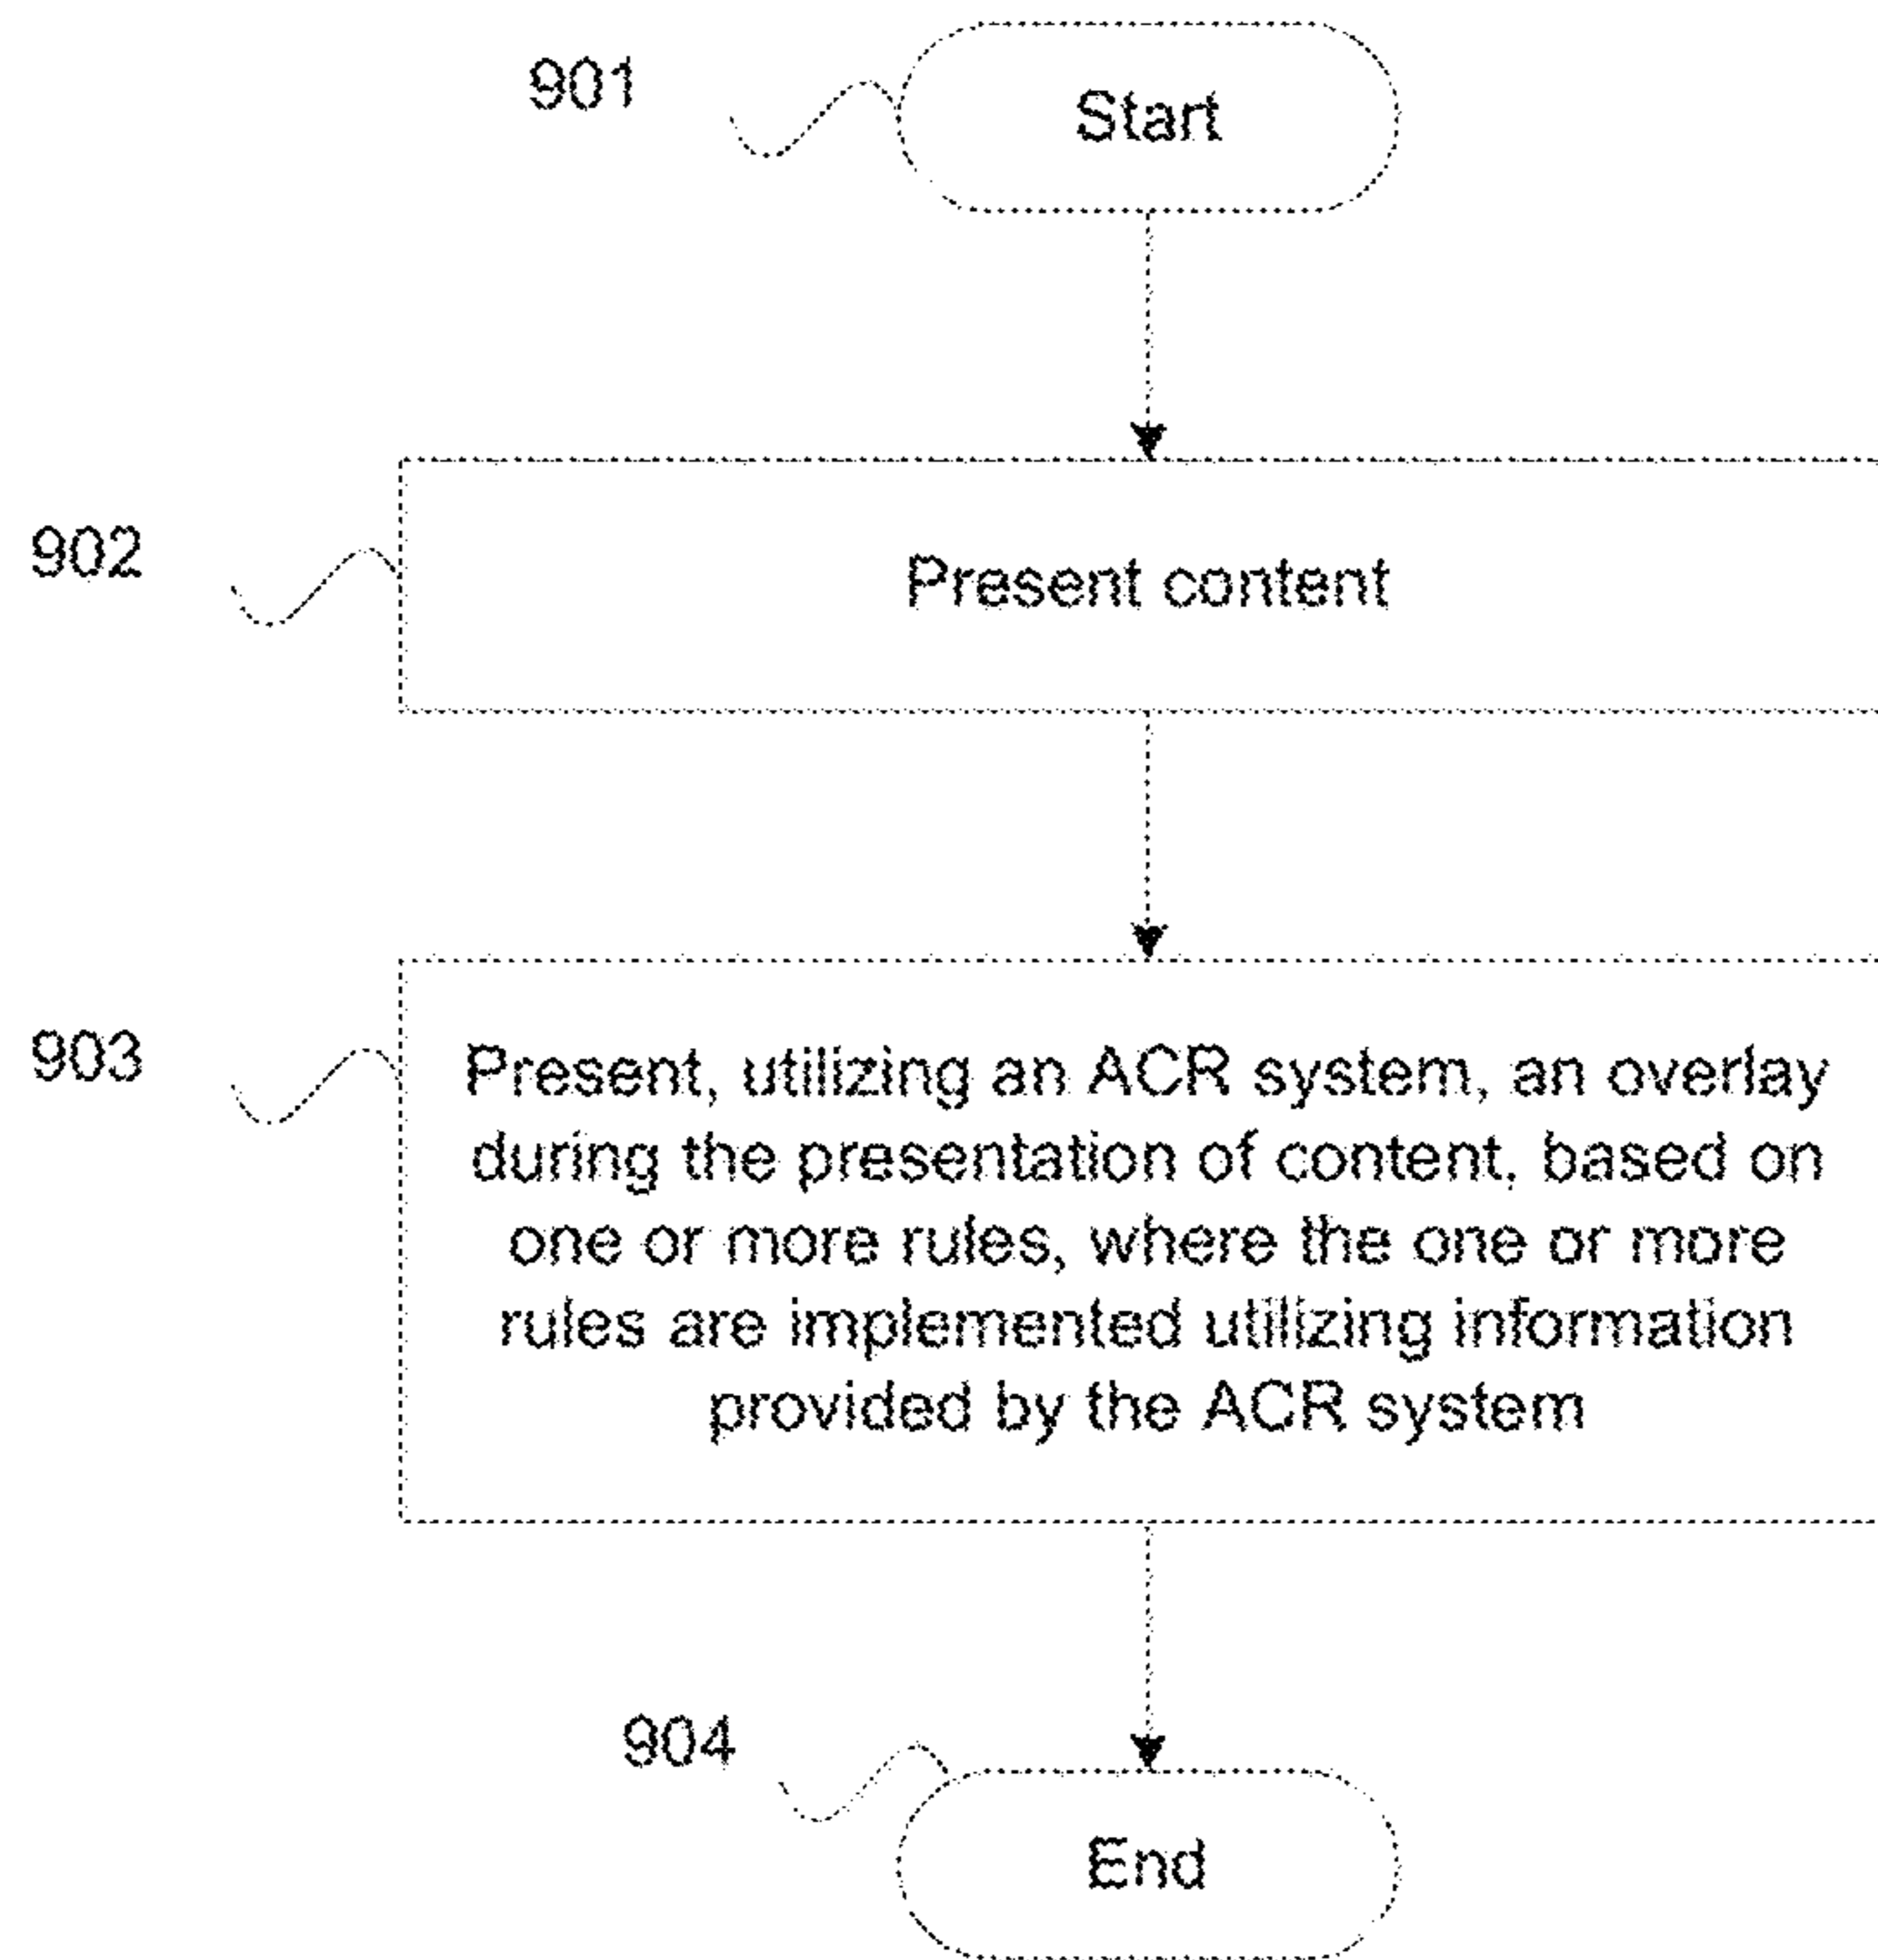 901
Start
902
Present content
903
Present, utilizing an ACR system, an overlay
during the presentation of content, based on
one or more rules, where the one or more
rules are implemented utilizing information
provided by the ACR system
904
End